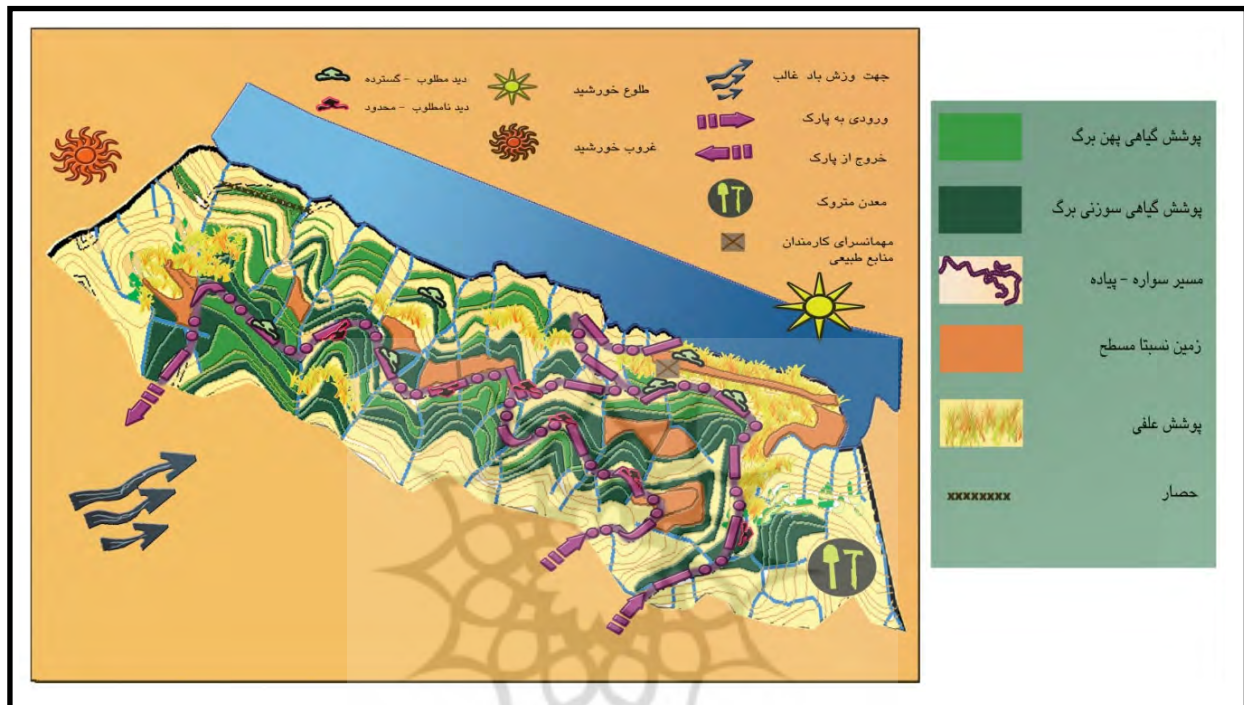 جهت وزش باد غالب
ورودی به پارک
خروج از پارک
معدن متروک
مهمانسرای کارمندان
منابع طبیعی
طلوع خورشید
غروب خورشید
دید مطلوب - گسترده
دید نامطلوب - محدود
پوشش گیاهی پهن برگ
پوشش گیاهی سوزنی برگ
مسیر سواره - پیاده
زمین نسبتا مسطح
پوشش علفی
حصار
xxxxxxxx